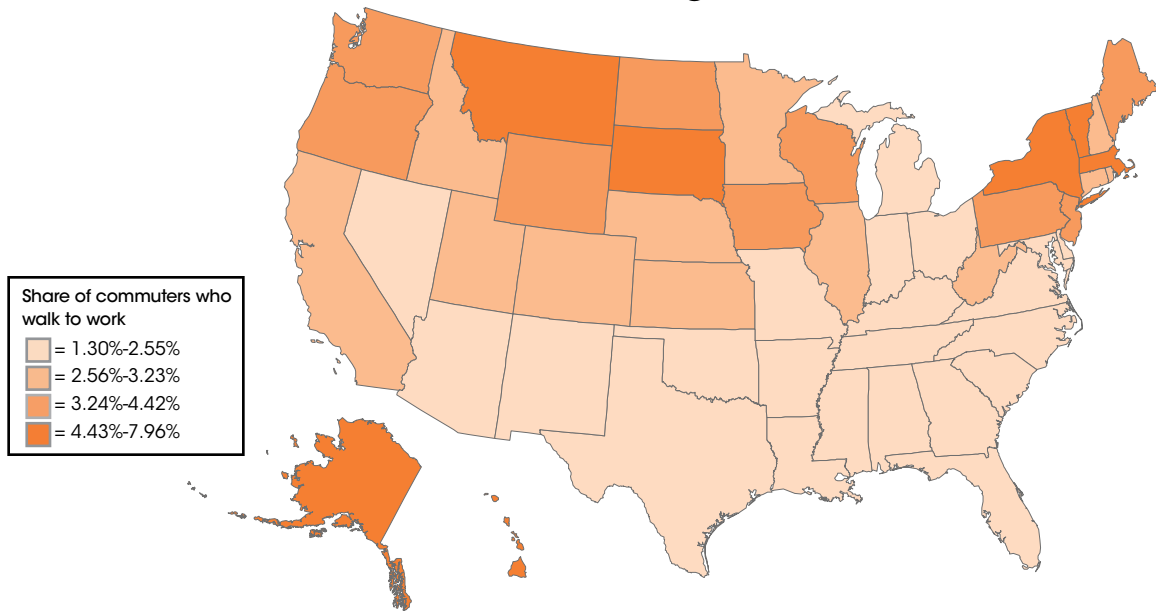 Share of commuters who
walk to work
= 1.30%-2.55%
= 2.56%-3.23%
= 3.24%-4.42%
= 4.43%-7.96%